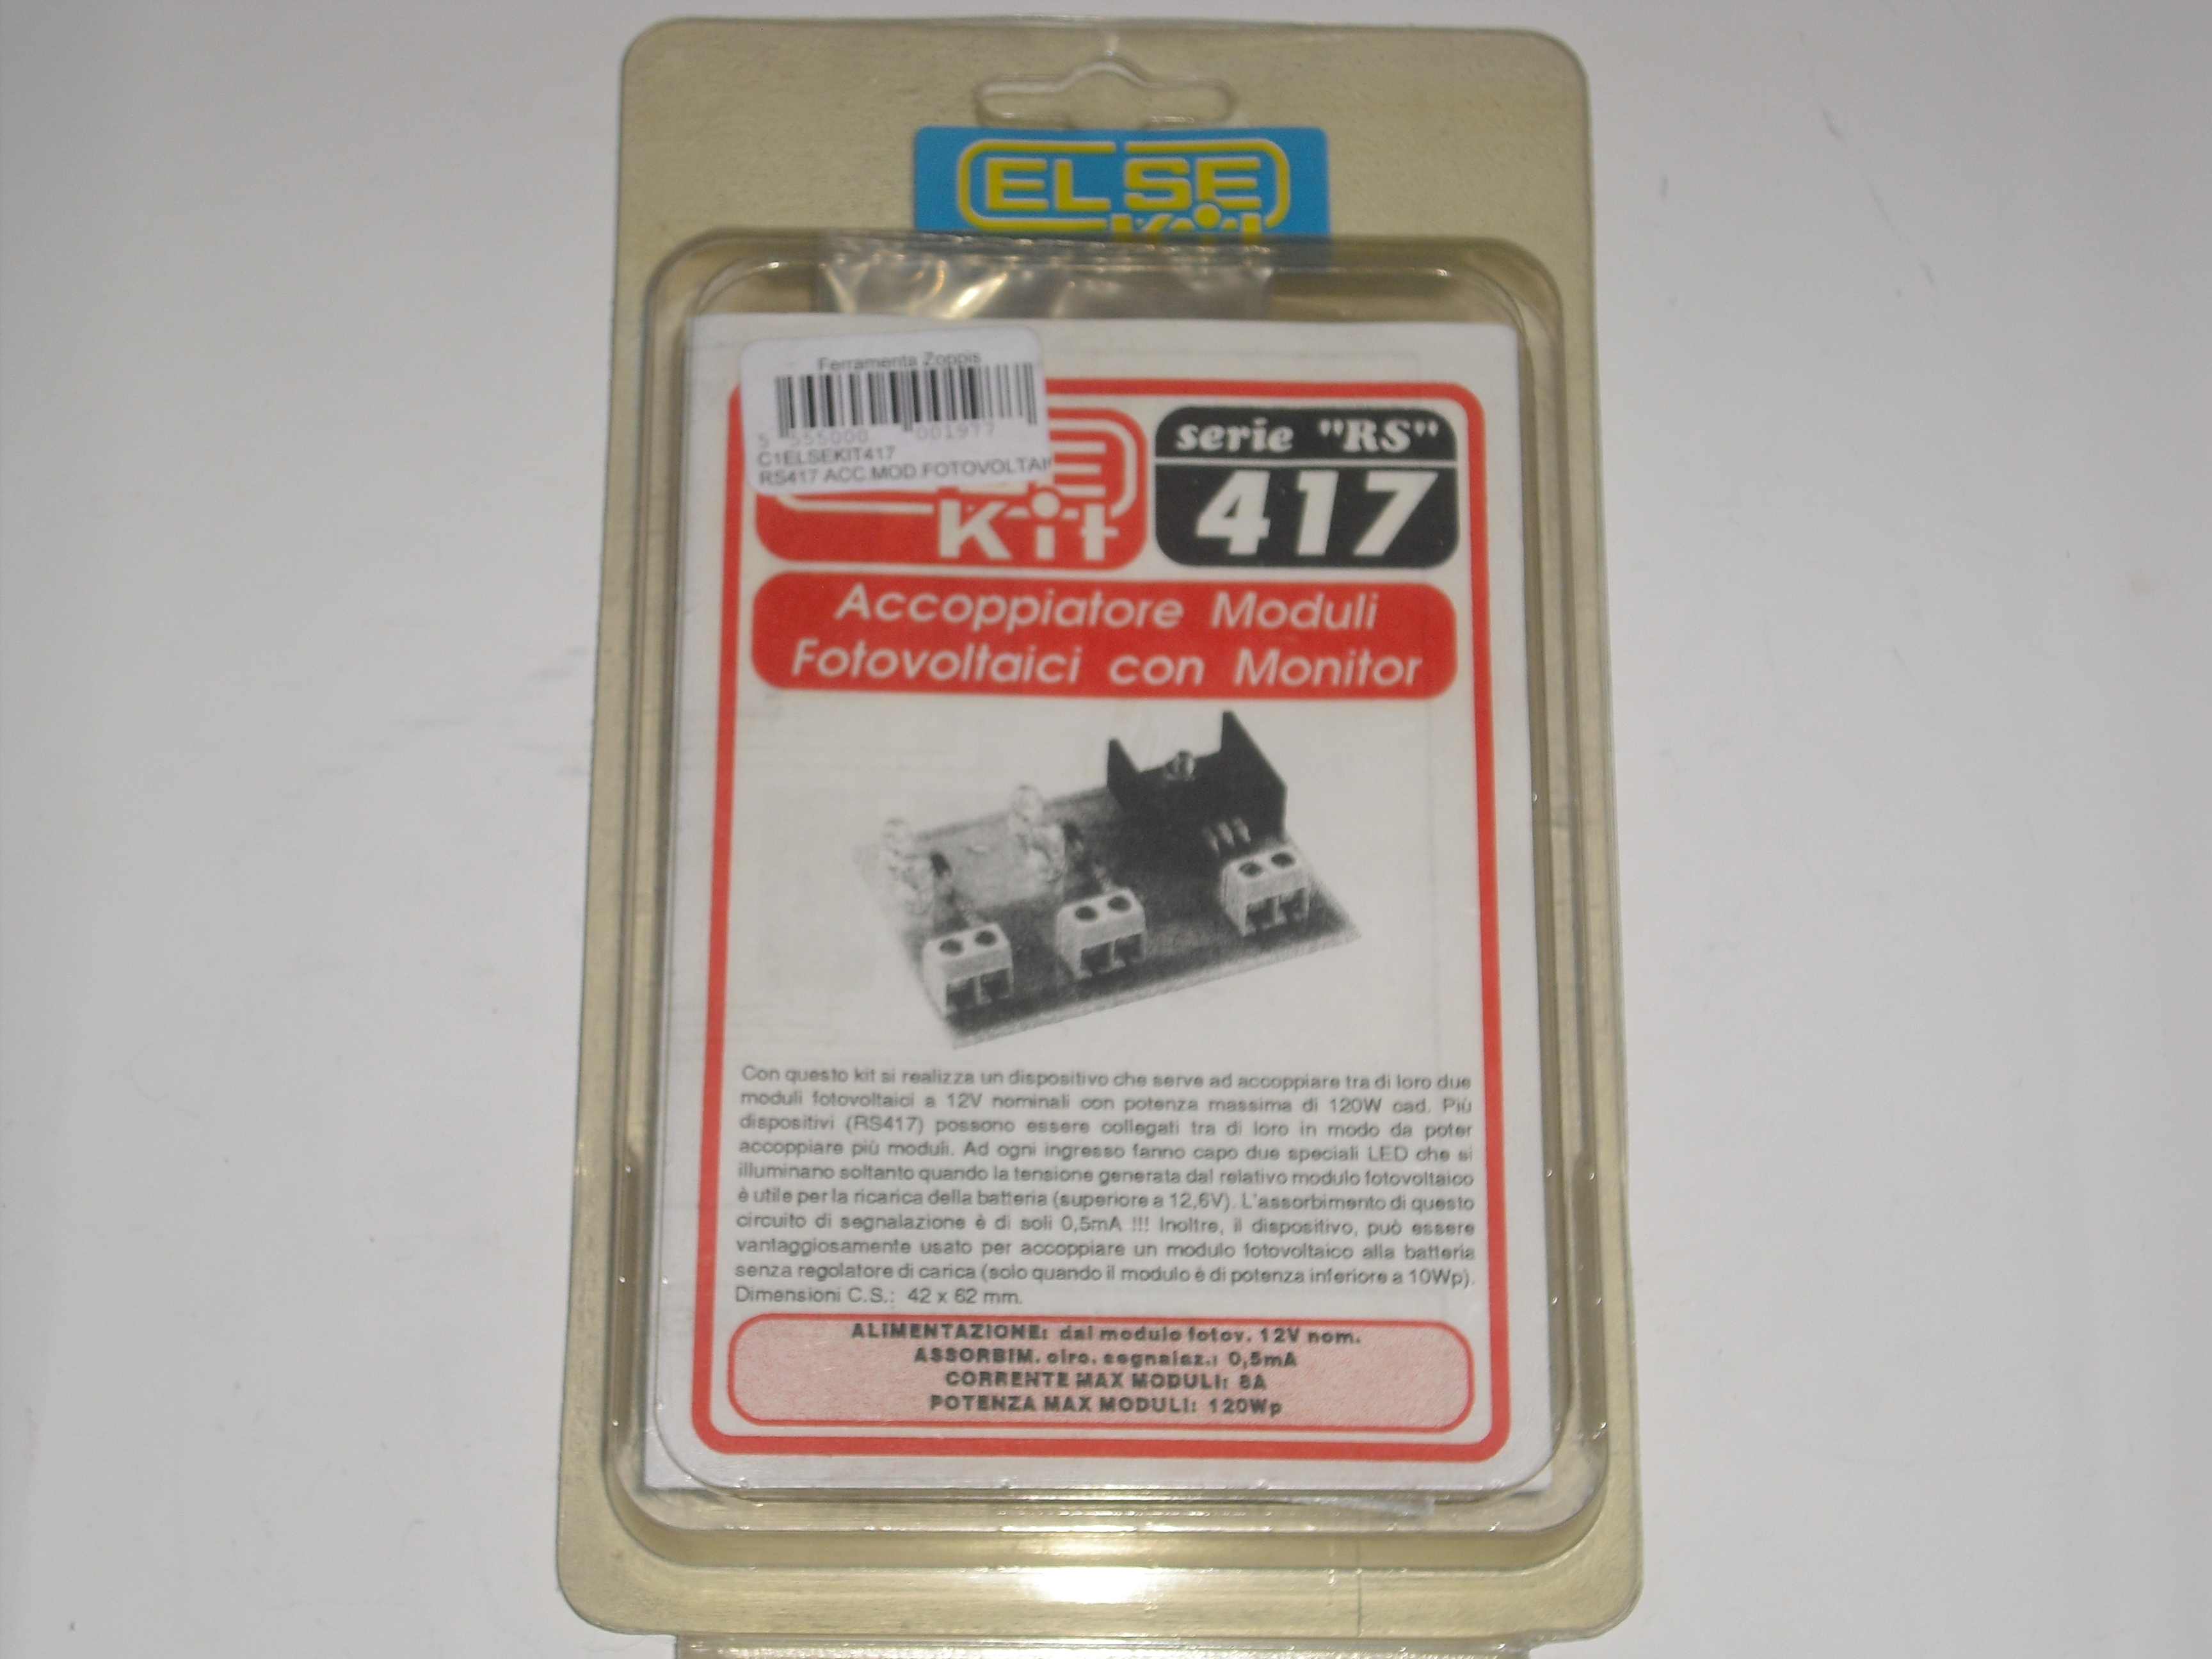 ELSE
Kit
Ferramenta Zoppis
5 555000 001977
C1ELSEKIT417
RS417 ACC.MOD.FOTOVOLTAI
Kit
serie "RS"
417
Accoppiatore Moduli
Fotovoltaici con Monitor
Con questo kit si realizza un dispositivo che serve ad accoppiare tra di loro due
moduli fotovoltaici a 12V nominali con potenza massima di 120W cad. Più
dispositivi (RS417) possono essere collegati tra di loro in modo da poter
accoppiare più moduli. Ad ogni ingresso fanno capo due speciali LED che si
illuminano soltanto quando la tensione generata dal relativo modulo fotovoltaico
è utile per la ricarica della batteria (superiore a 12,6V). L'assorbimento di questo
circuito di segnalazione è di soli 0,5mA !!! Inoltre, il dispositivo, può essere
vantaggiosamente usato per accoppiare un modulo fotovoltaico alla batteria
senza regolatore di carica (solo quando il modulo è di potenza inferiore a 10Wp).
Dimensioni C.S.: 42 x 62 mm.
ALIMENTAZIONE: dal modulo fotov. 12V nom.
ASSORBIM. circ. segnalaz.: 0,5mA
CORRENTE MAX MODULI: 8A
POTENZA MAX MODULI: 120Wp